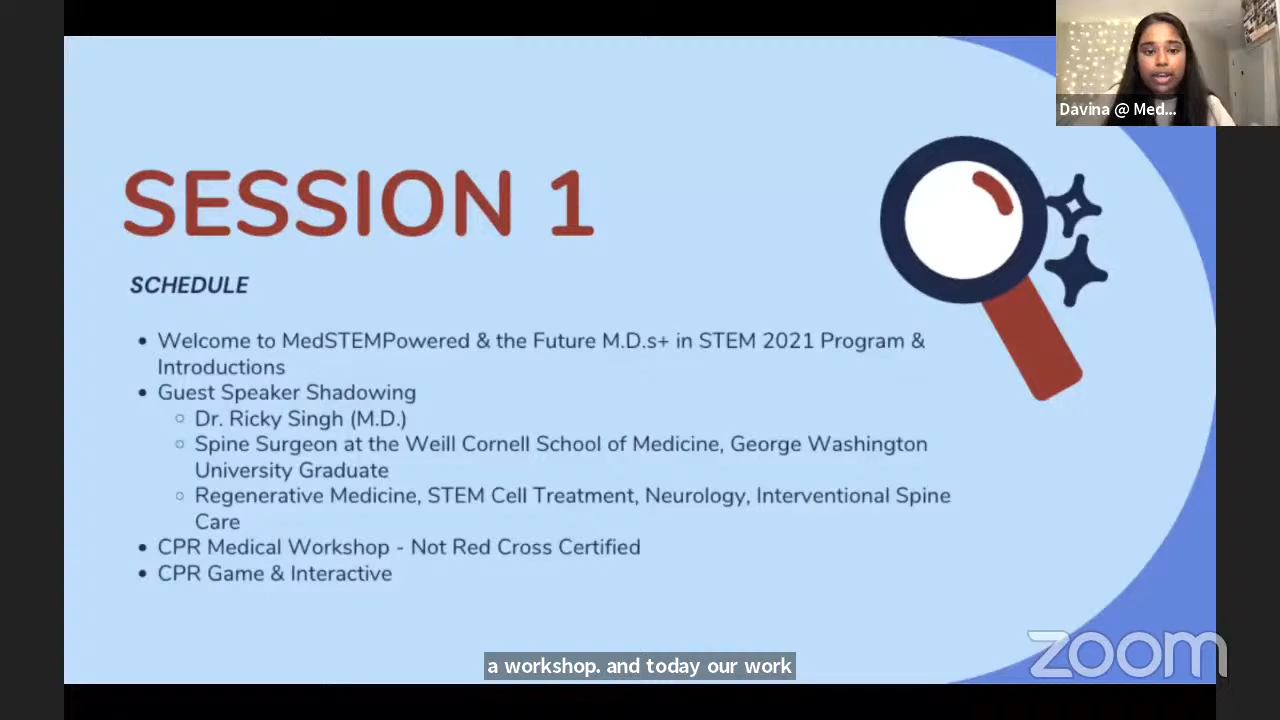 Davina @ Med...
SESSION 1
SCHEDULE
• Welcome to MedSTEMPowered & the Future M.D.s+ in STEM 2021 Program &
Introductions
• Guest Speaker Shadowing
○ Dr. Ricky Singh (M.D.)
○ Spine Surgeon at the Weill Cornell School of Medicine, George Washington
University Graduate
○ Regenerative Medicine, STEM Cell Treatment, Neurology, Interventional Spine
Care
• CPR Medical Workshop - Not Red Cross Certified
• CPR Game & Interactive
a workshop. and today our work
zoom